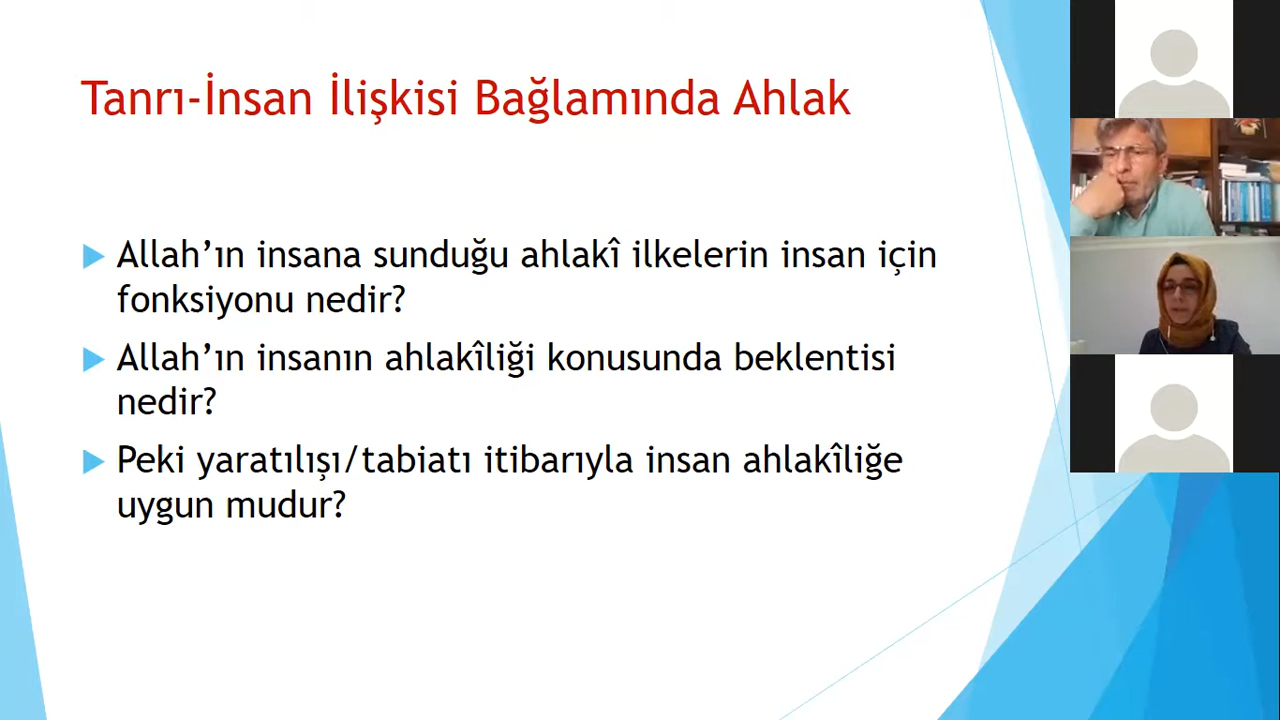 Tanrı-İnsan İlişkisi Bağlamında Ahlak
Allah’ın insana sunduğu ahlakî ilkelerin insan için
fonksiyonu nedir?
Allah’ın insanın ahlakîliği konusunda beklentisi
nedir?
Peki yaratılışı/tabiatı itibarıyla insan ahlakîliğe
uygun mudur?